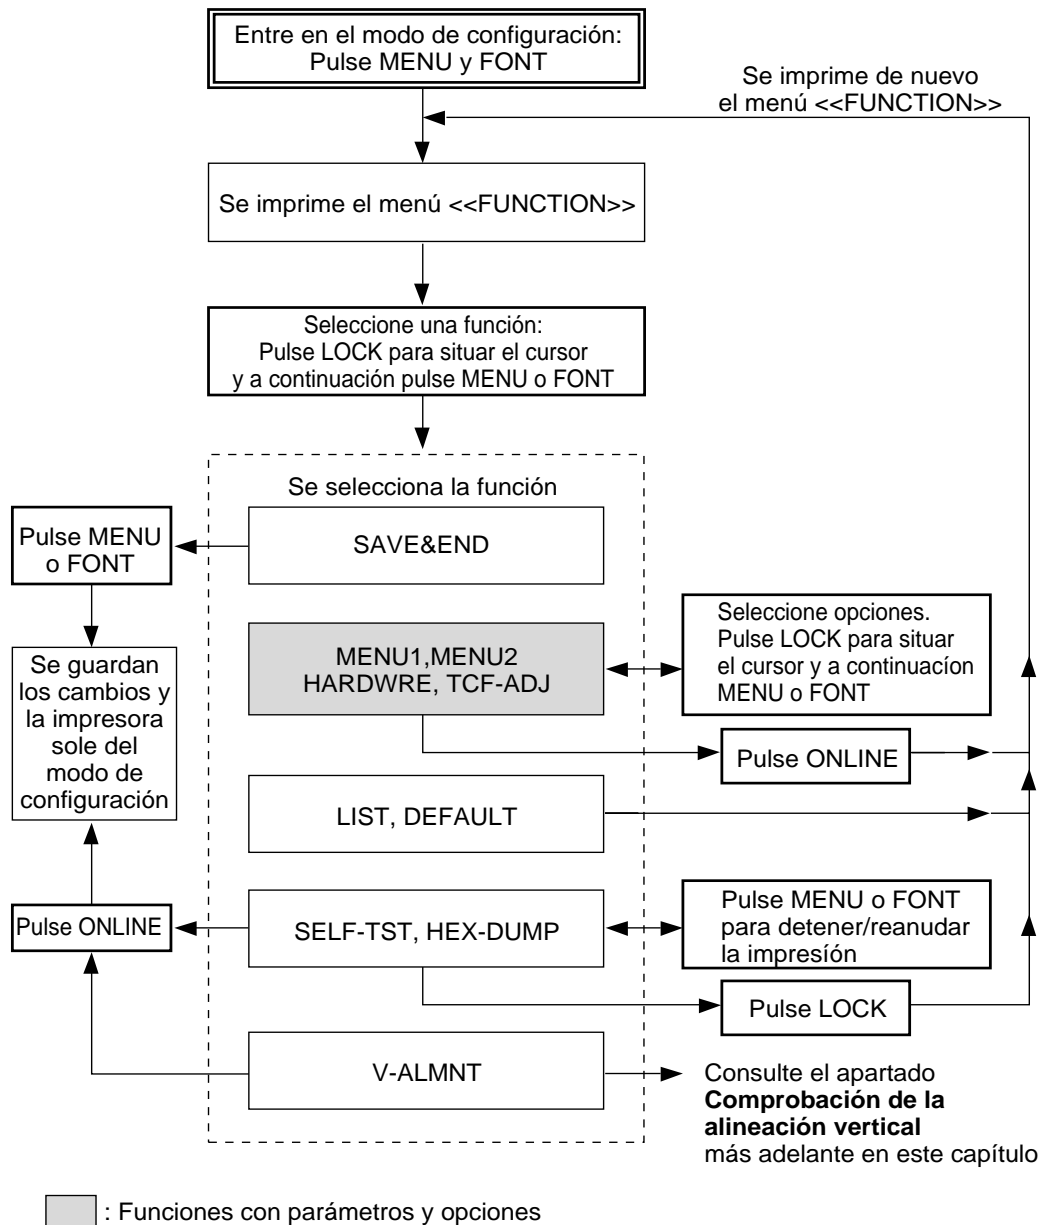 Entre en el modo de configuración:
Pulse MENU y FONT
Se imprime de nuevo
el menú <<FUNCTION>>
Se imprime el menú <<FUNCTION>>
Seleccione una función:
Pulse LOCK para situar el cursor
y a continuación pulse MENU o FONT
Se selecciona la función
Pulse MENU
o FONT
SAVE&END
Se guardan
los cambios y
la impresora
sole del
modo de
configuración
MENU1,MENU2
HARDWRE, TCF-ADJ
Seleccione opciones.
Pulse LOCK para situar
el cursor y a continuacíon
MENU o FONT
Pulse ONLINE
LIST, DEFAULT
Pulse ONLINE
SELF-TST, HEX-DUMP
Pulse MENU o FONT
para detener/reanudar
la impresíón
Pulse LOCK
V-ALMNT
Consulte el apartado
Comprobación de la
alineación vertical
más adelante en este capítulo
: Funciones con parámetros y opciones